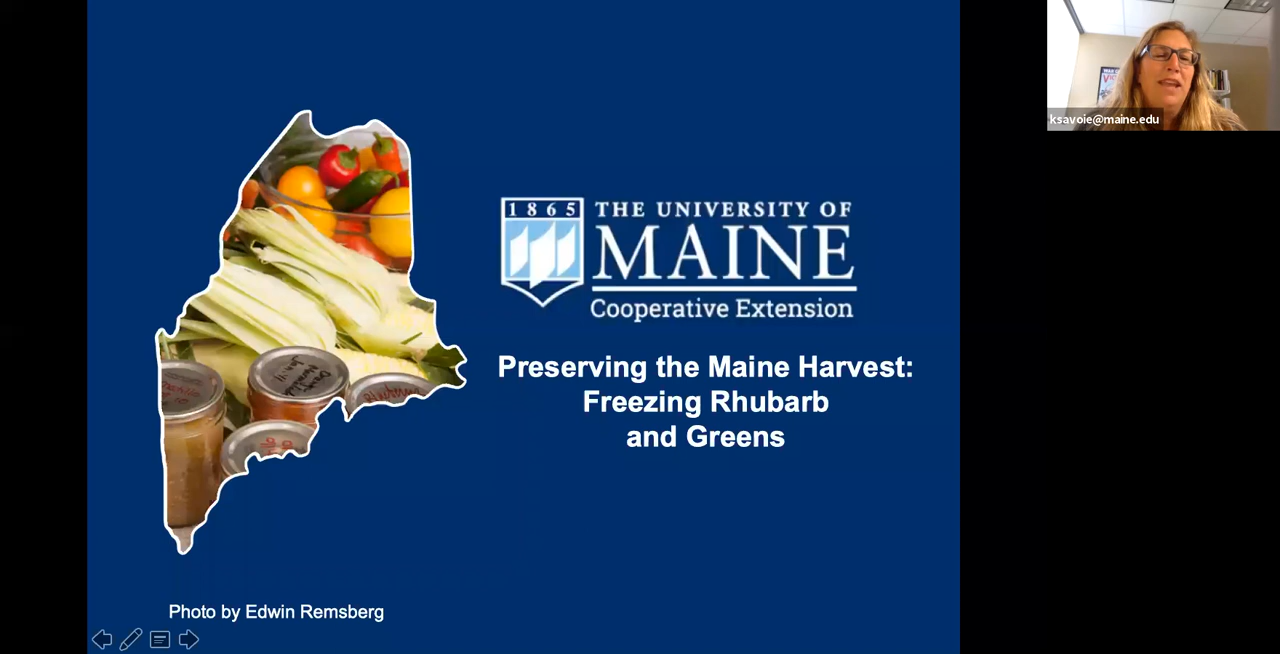 1865
THE UNIVERSITY OF
MAINE
Cooperative Extension
Preserving the Maine Harvest:
Freezing Rhubarb
and Greens
Photo by Edwin Remsberg
ksavoie@maine.edu